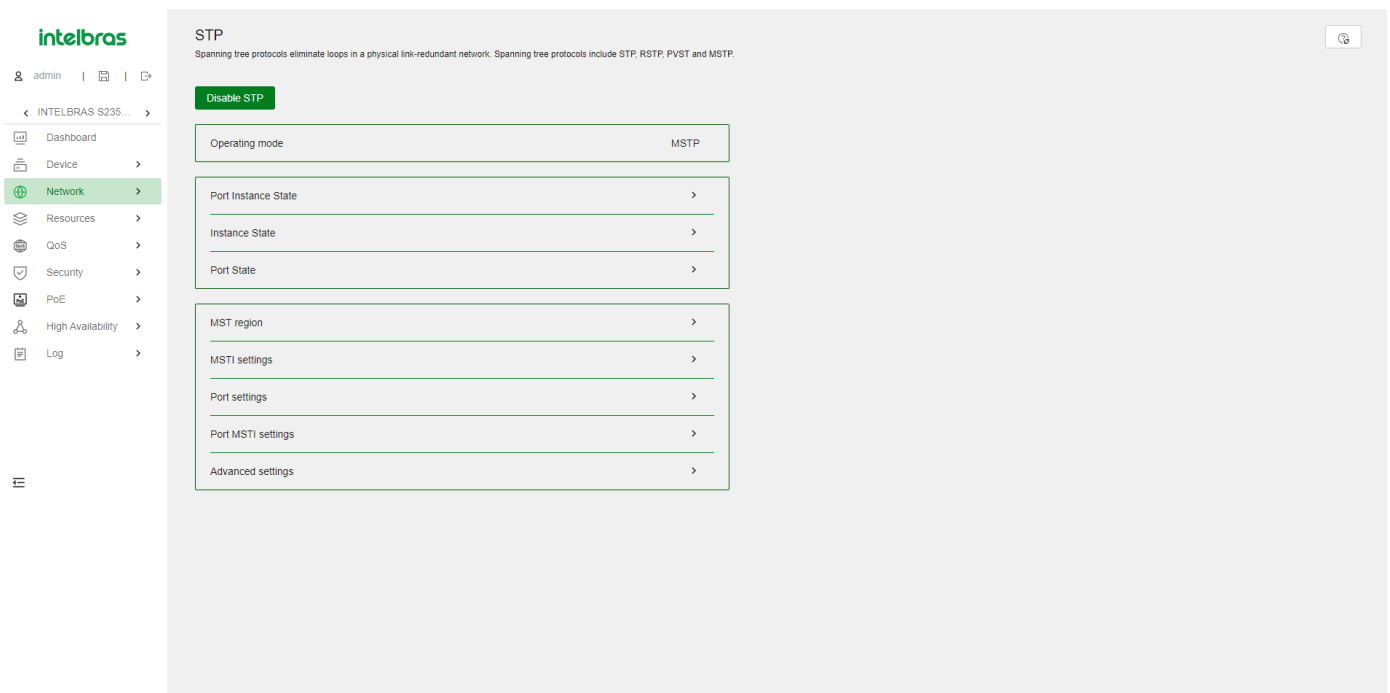 intelbras
admin | |
INTELBRAS S235...
Dashboard
Device
Network
Resources
QoS
Security
PoE
High Availability
Log
STP
Spanning tree protocols eliminate loops in a physical link-redundant network. Spanning tree protocols include STP, RSTP, PVST and MSTP.
Disable STP
Operating mode MSTP
Port Instance State
Instance State
Port State
MST region
MSTI settings
Port settings
Port MSTI settings
Advanced settings